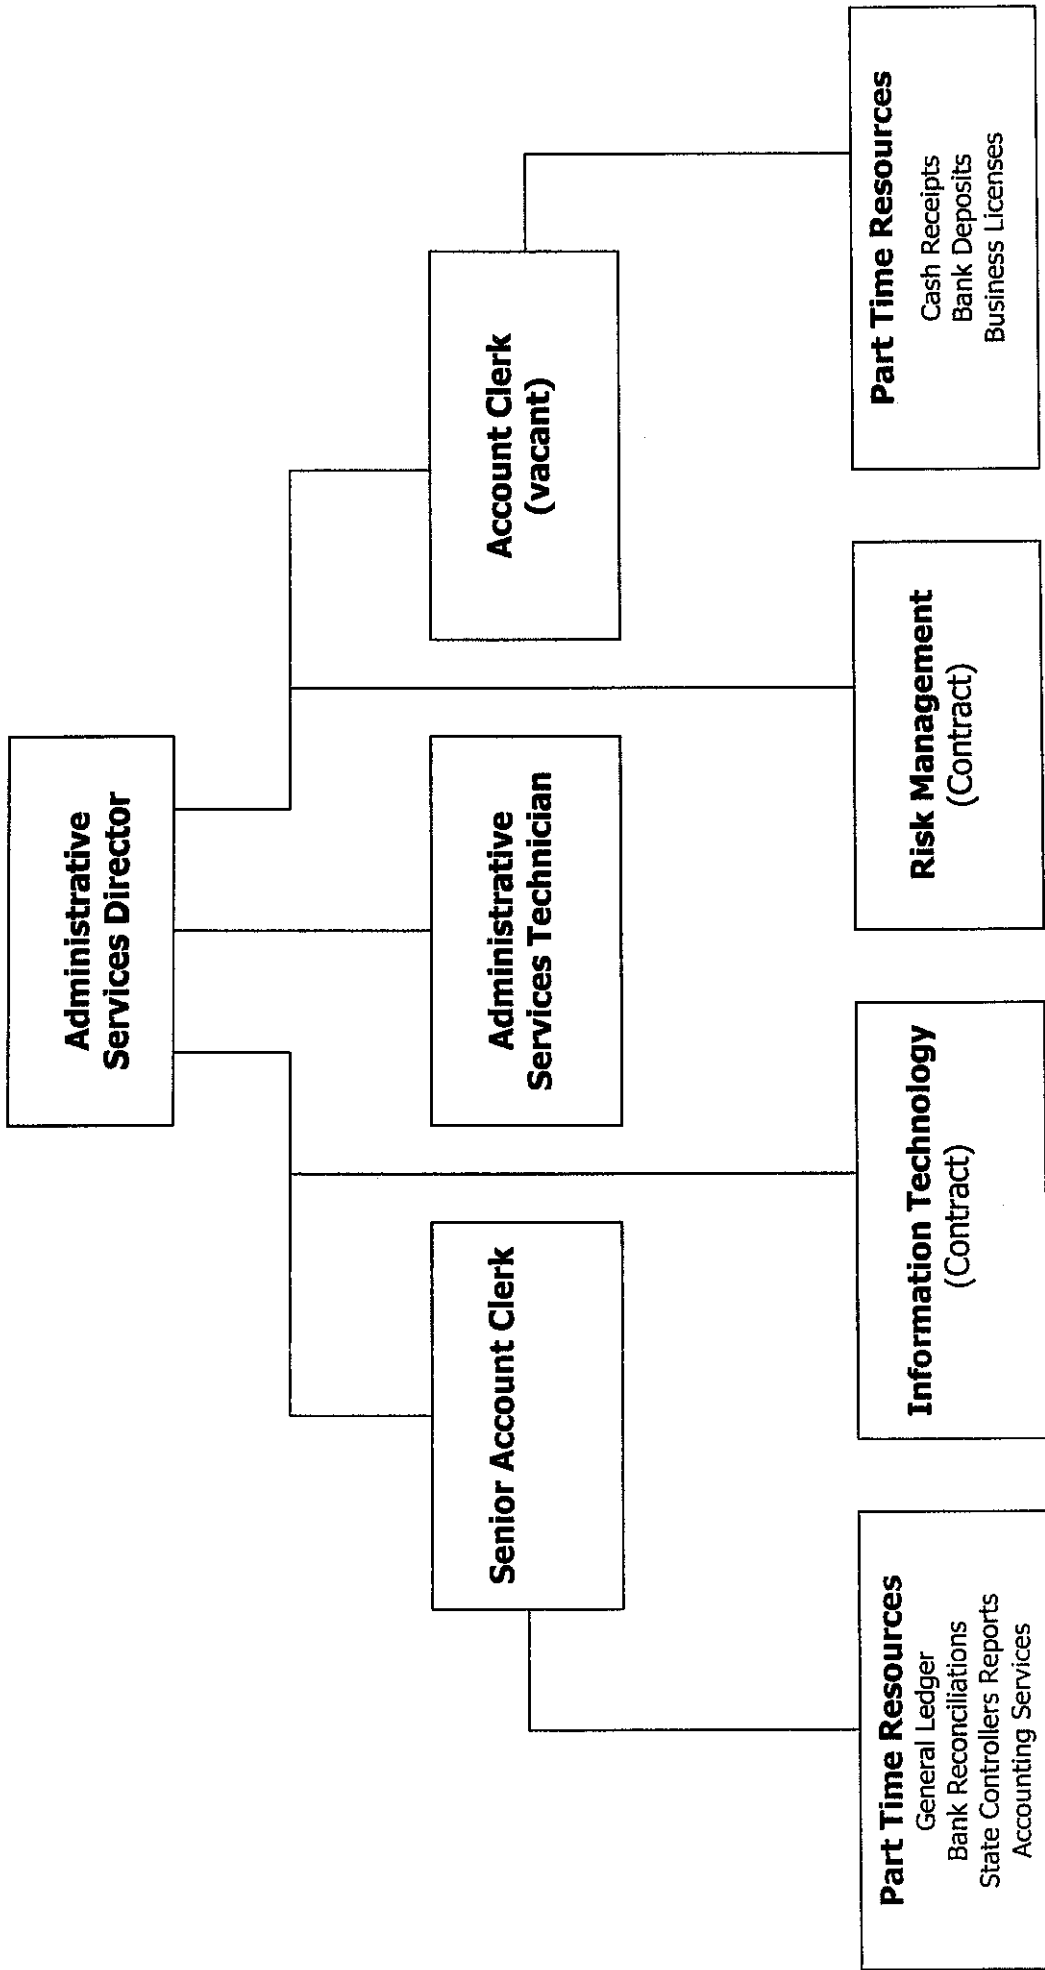 Administrative
Services Director
Senior Account Clerk
Administrative
Services Technician
Account Clerk
(vacant)
Part Time Resources
General Ledger
Bank Reconciliations
State Controllers Reports
Accounting Services
Information Technology
(Contract)
Risk Management
(Contract)
Part Time Resources
Cash Receipts
Bank Deposits
Business Licenses